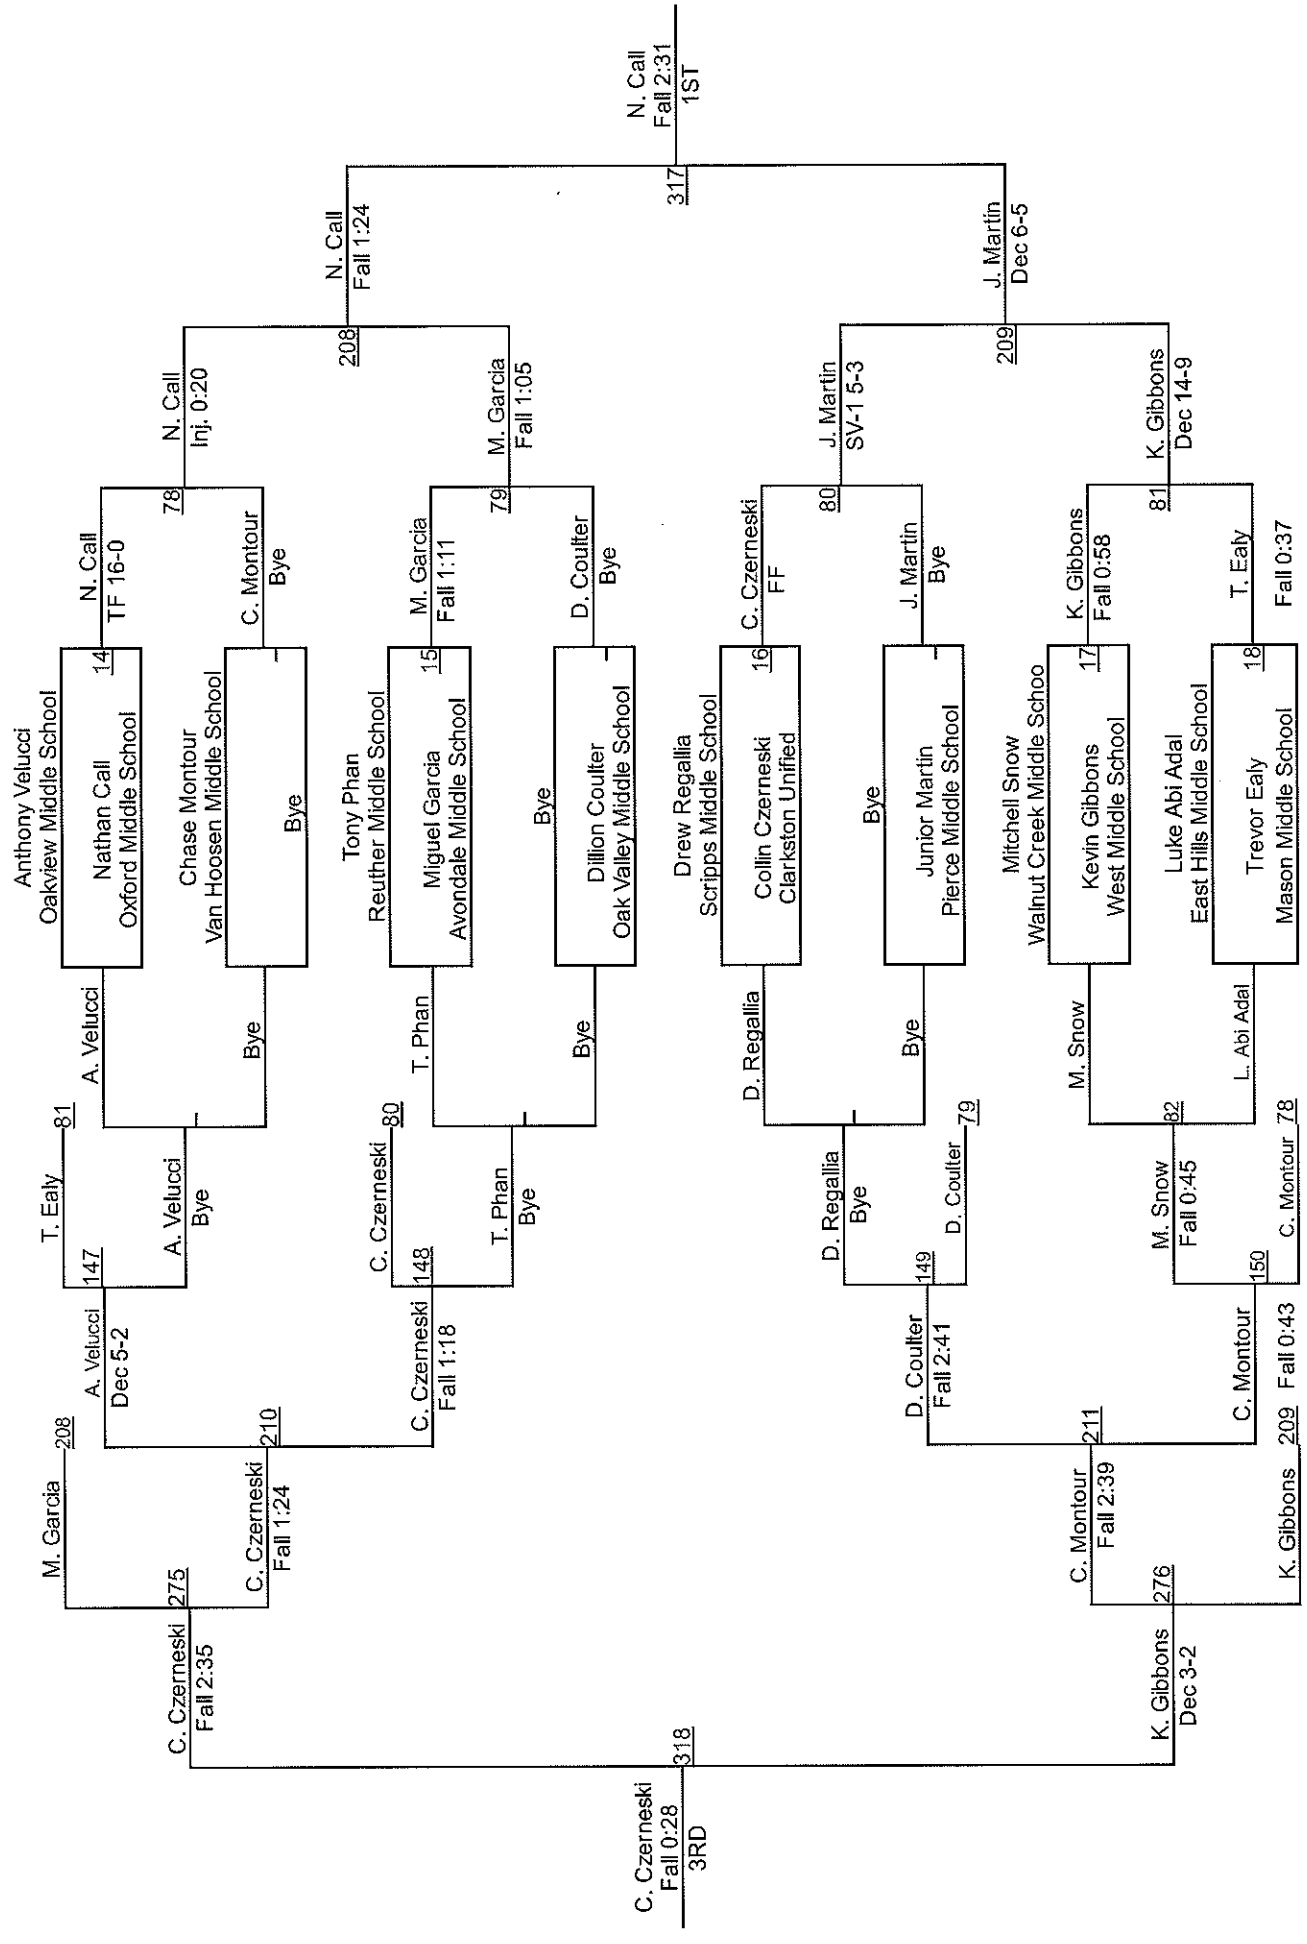 Anthony Velucci
Oakview Middle School
Nathan Call
Oxford Middle School
14
Chase Montour
Van Hoosen Middle School
Bye
Tony Phan
Reuther Middle School
Miguel Garcia
Avondale Middle School
15
Bye
Dillion Coulter
Oak Valley Middle School
Drew Regallia
Scripps Middle School
Collin Czerneski
Clarkston Unified
16
Bye
Junior Martin
Pierce Middle School
Mitchell Snow
Walnut Creek Middle Schoo
Kevin Gibbons
West Middle School
17
Luke Abi Adal
East Hills Middle School
Trevor Ealy
Mason Middle School
18
N. Call
TF 16-0
C. Montour
Bye
M. Garcia
Fall 1:11
D. Coulter
Bye
C. Czerneski
FF
J. Martin
Bye
K. Gibbons
Fall 0:58
T. Ealy
Fall 0:37
78
79
80
81
N. Call
Inj. 0:20
M. Garcia
Fall 1:05
J. Martin
SV-1 5-3
K. Gibbons
Dec 14-9
208
209
N. Call
Fall 1:24
J. Martin
Dec 6-5
317
N. Call
Fall 2:31
1ST
A. Velucci
Bye
T. Phan
Bye
D. Regallia
Bye
M. Snow
L. Abi Adal
82
T. Ealy
81
A. Velucci
Bye
C. Czerneski
80
T. Phan
Bye
D. Regallia
Bye
D. Coulter
79
M. Snow
Fall 0:45
C. Montour
78
147
148
149
150
M. Garcia
208
A. Velucci
Dec 5-2
C. Czerneski
Fall 1:18
D. Coulter
Fall 2:41
C. Montour
Fall 0:43
210
211
C. Czerneski
Fall 1:24
C. Montour
Fall 2:39
K. Gibbons
209
275
276
C. Czerneski
Fall 2:35
K. Gibbons
Dec 3-2
318
C. Czerneski
Fall 0:28
3RD